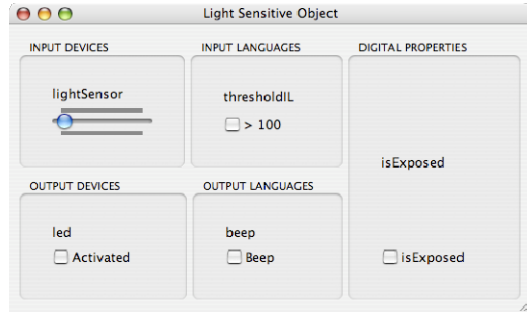 Light Sensitive Object
INPUT DEVICES
lightSensor
INPUT LANGUAGES
thresholdIL
> 100
DIGITAL PROPERTIES
isExposed
isExposed
OUTPUT DEVICES
led
Activated
OUTPUT LANGUAGES
beep
Beep